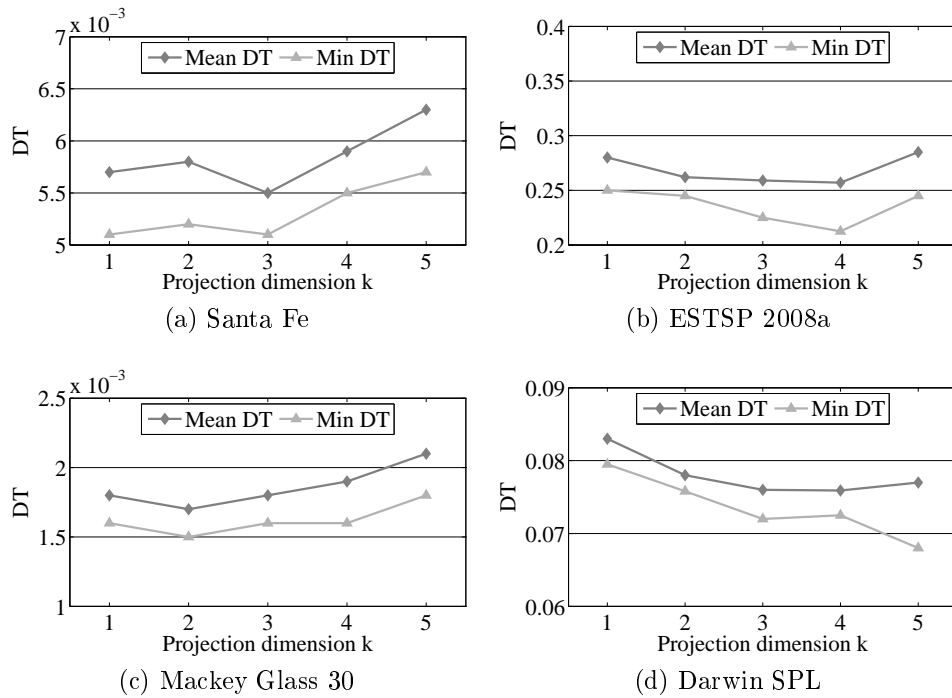 x 10⁻³
7
6.5
6
5.5
5
DT
Mean DT Min DT
1 2 3 4 5
Projection dimension k
(a) Santa Fe
0.4
0.35
0.3
0.25
0.2
DT
Mean DT Min DT
1 2 3 4 5
Projection dimension k
(b) ESTSP 2008a
x 10⁻³
2.5
2
1.5
1
DT
Mean DT Min DT
1 2 3 4 5
Projection dimension k
(c) Mackey Glass 30
0.09
0.08
0.07
0.06
DT
Mean DT Min DT
1 2 3 4 5
Projection dimension k
(d) Darwin SPL